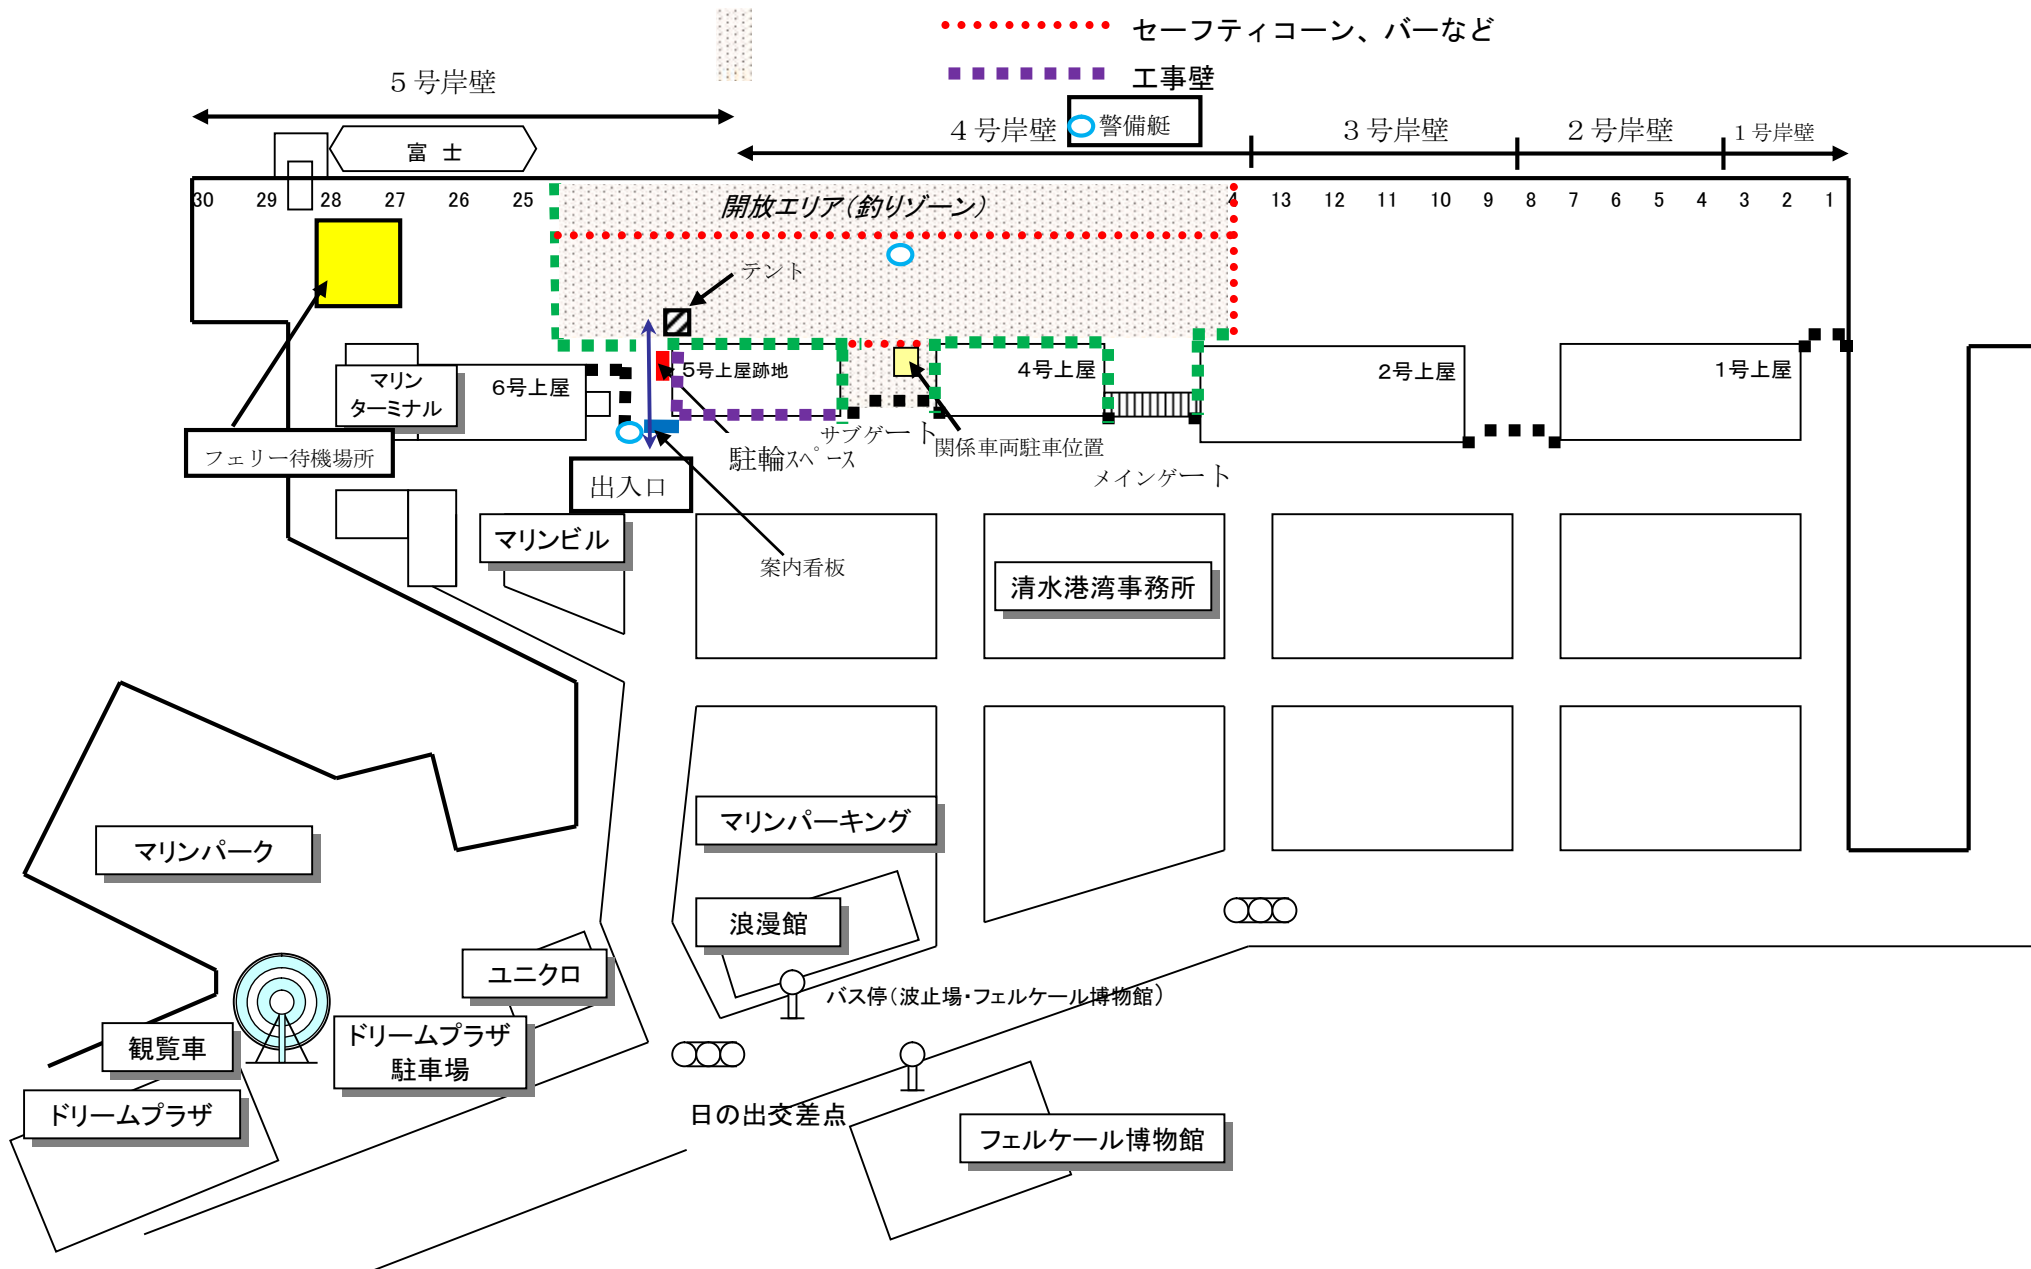 セーフティコーン、バーなど
工事壁
５号岸壁
４号岸壁
警備艇
３号岸壁
２号岸壁
１号岸壁
富 士
30 29 28 27 26 25
開放エリア（釣りゾーン）
4 13 12 11 10 9 8 7 6 5 4 3 2 1
テント
マリン
ターミナル
6号上屋
5号上屋跡地
4号上屋
2号上屋
1号上屋
フェリー待機場所
出入口
駐輪ｽﾍﾟｰｽ
サブゲート
関係車両駐車位置
メインゲート
マリンビル
案内看板
清水港湾事務所
マリンパーキング
マリンパーク
浪漫館
ユニクロ
バス停（波止場・フェルケール博物館）
観覧車
ドリームプラザ
駐車場
ドリームプラザ
日の出交差点
フェルケール博物館